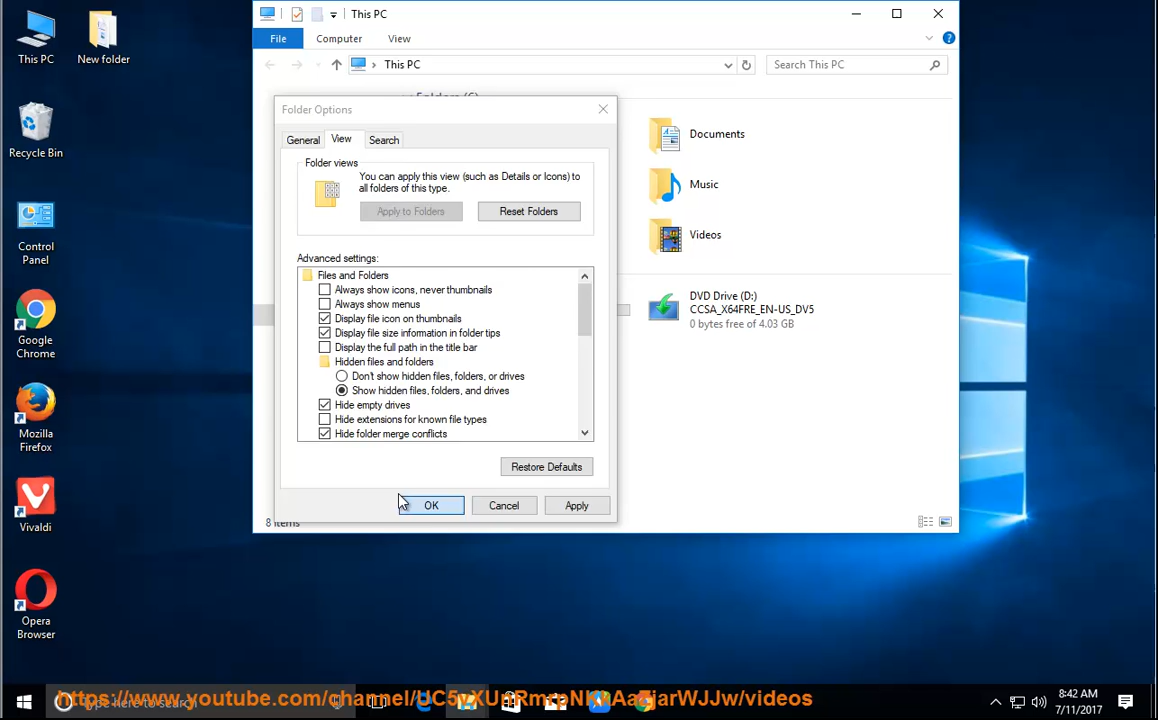 This PC
New folder
Recycle Bin
Control
Panel
Google
Chrome
Mozilla
Firefox
Vivaldi
Opera
Browser
This PC
File
Computer
View
This PC
Search This PC
Documents
Music
Videos
DVD Drive (D:)
CCSA_X64FRE_EN-US_DV5
0 bytes free of 4.03 GB
8 items
Folder Options
General
View
Search
Folder views
You can apply this view (such as Details or Icons) to
all folders of this type.
Apply to Folders
Reset Folders
Advanced settings:
Files and Folders
Always show icons, never thumbnails
Always show menus
Display file icon on thumbnails
Display file size information in folder tips
Display the full path in the title bar
Hidden files and folders
Don't show hidden files, folders, or drives
Show hidden files, folders, and drives
Hide empty drives
Hide extensions for known file types
Hide folder merge conflicts
Restore Defaults
OK
Cancel
Apply
Type here to search
8:42 AM
7/11/2017